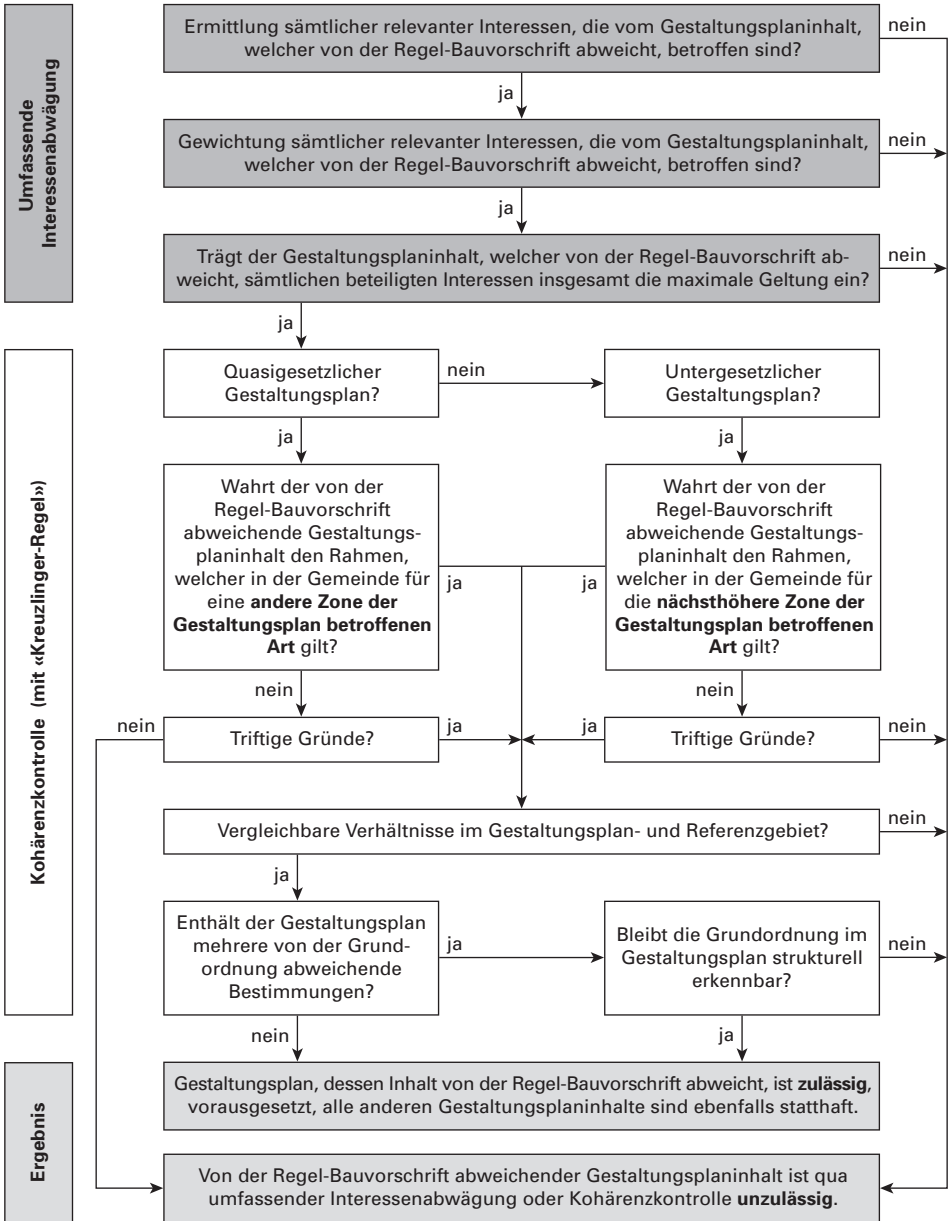 Umfassende
Interessenabwägung
Ermittlung sämtlicher relevanter Interessen, die vom Gestaltungsplaninhalt,
welcher von der Regel-Bauvorschrift abweicht, betroffen sind?
nein
ja
Gewichtung sämtlicher relevanter Interessen, die vom Gestaltungsplaninhalt,
welcher von der Regel-Bauvorschrift abweicht, betroffen sind?
nein
ja
Trägt der Gestaltungsplaninhalt, welcher von der Regel-Bauvorschrift ab-
weicht, sämtlichen beteiligten Interessen insgesamt die maximale Geltung ein?
nein
ja
Kohärenzkontrolle (mit «Kreuzlinger-Regel»)
Quasigesetzlicher
Gestaltungsplan?
nein
Untergesetzlicher
Gestaltungsplan?
ja
ja
Wahrt der von der
Regel-Bauvorschrift
abweichende Gestaltungs-
planinhalt den Rahmen,
welcher in der Gemeinde für
eine andere Zone der
Gestaltungsplan betroffenen
Art gilt?
ja
ja
Wahrt der von der
Regel-Bauvorschrift
abweichende Gestaltungs-
planinhalt den Rahmen,
welcher in der Gemeinde für
die nächsthöhere Zone der
Gestaltungsplan betroffenen
Art gilt?
nein
nein
nein
Triftige Gründe?
ja
ja
Triftige Gründe?
nein
Vergleichbare Verhältnisse im Gestaltungsplan- und Referenzgebiet?
nein
ja
Enthält der Gestaltungsplan
mehrere von der Grund-
ordnung abweichende
Bestimmungen?
ja
Bleibt die Grundordnung im
Gestaltungsplan strukturell
erkennbar?
nein
nein
ja
Ergebnis
Gestaltungsplan, dessen Inhalt von der Regel-Bauvorschrift abweicht, ist zulässig,
vorausgesetzt, alle anderen Gestaltungsplaninhalte sind ebenfalls statthaft.
Von der Regel-Bauvorschrift abweichender Gestaltungsplaninhalt ist qua
umfassender Interessenabwägung oder Kohärenzkontrolle unzulässig.